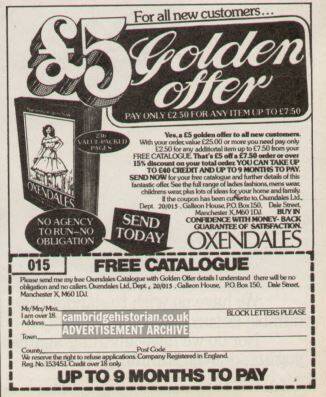 For all new customers...
£5 Golden
offer
PAY ONLY £2.50 FOR ANY ITEM UP TO £7.50
236
VALUE-PACKED
PAGES
OXENDALES
Yes, a £5 golden offer to all new customers.
With your order, value £25.00 or more you need pay only
£2.50 for any additional item up to £7.50 from your
FREE CATALOGUE. That's £5 off a £7.50 order or over
15% discount on your total order. YOU CAN TAKE UP
TO £40 CREDIT AND UP TO 9 MONTHS TO PAY.
SEND NOW for your free catalogue and further details of this
fantastic offer. See the full range of ladies fashions, mens wear,
childrens wear, plus lots of ideas for your home and family.
If the coupon has been cut write to Oxendales Ltd.,
Dept. 20/015 . Galleon House, P.O. Box 150, Dale Street,
Manchester X, M60 1DJ. BUY IN
CONFIDENCE WITH MONEY-BACK
GUARANTEE OF SATISFACTION.
OXENDALES
NO AGENCY
TO RUN–NO
OBLIGATION
SEND
TODAY
015 FREE CATALOGUE
Please send me my free Oxendales Catalogue with Golden Offer details I understand there will be no
obligation and no callers. Oxendales Ltd., Dept., 20/015 , Galleon House, P.O. Box 150, Dale Street,
Manchester X, M60 1DJ.
Mr/Mrs/Miss
I am over 18. BLOCK LETTERS PLEASE
Address
cambridgehistorian.co.uk
ADVERTISEMENT ARCHIVE
Town
County Post Code
We reserve the right to refuse applications. Company Registered in England.
Reg. No. 153451. Credit over 18 only.
UP TO 9 MONTHS TO PAY